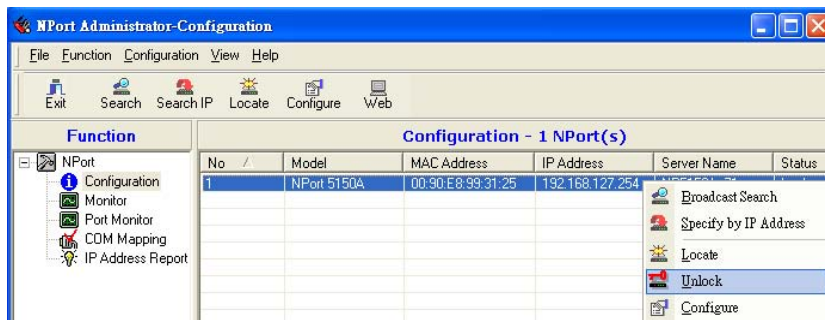 NPort Administrator-Configuration
File Function Configuration View Help
Exit Search Search IP Locate Configure Web
Function
Configuration - 1 NPort(s)
NPort
Configuration
Monitor
Port Monitor
COM Mapping
IP Address Report
No Model MAC Address IP Address Server Name Status
1 NPort 5150A 00:90:E8:99:31:25 192.168.127.254
Broadcast Search
Specify by IP Address
Locate
Unlock
Configure